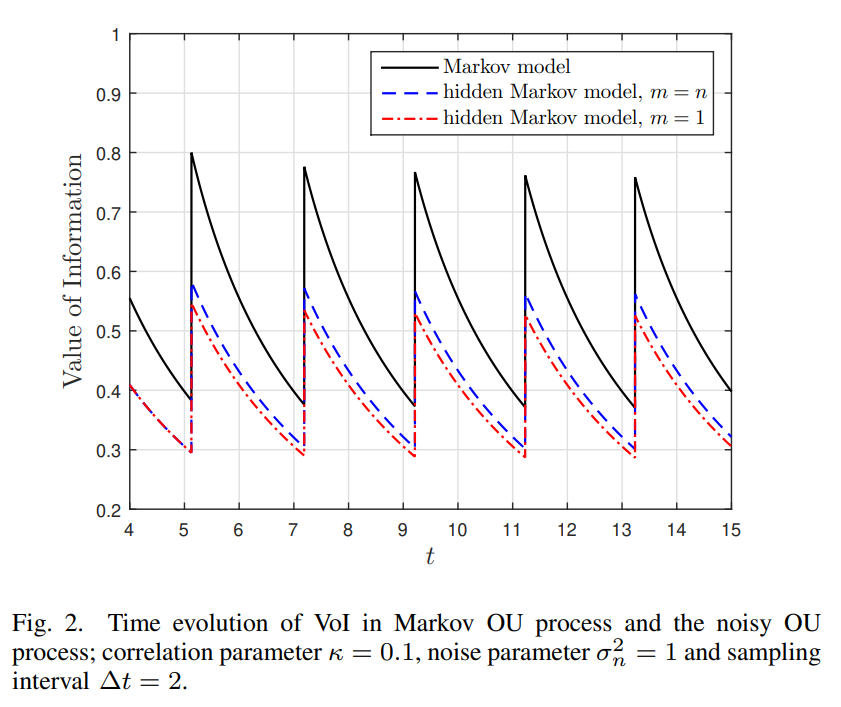 1
0.9
0.8
0.7
0.6
0.5
0.4
0.3
0.2
Value of Information
Markov model
hidden Markov model, m = n
hidden Markov model, m = 1
4 5 6 7 8 9 10 11 12 13 14 15
t
Fig. 2. Time evolution of VoI in Markov OU process and the noisy OU
process; correlation parameter κ = 0.1, noise parameter σ²ₙ = 1 and sampling
interval Δt = 2.